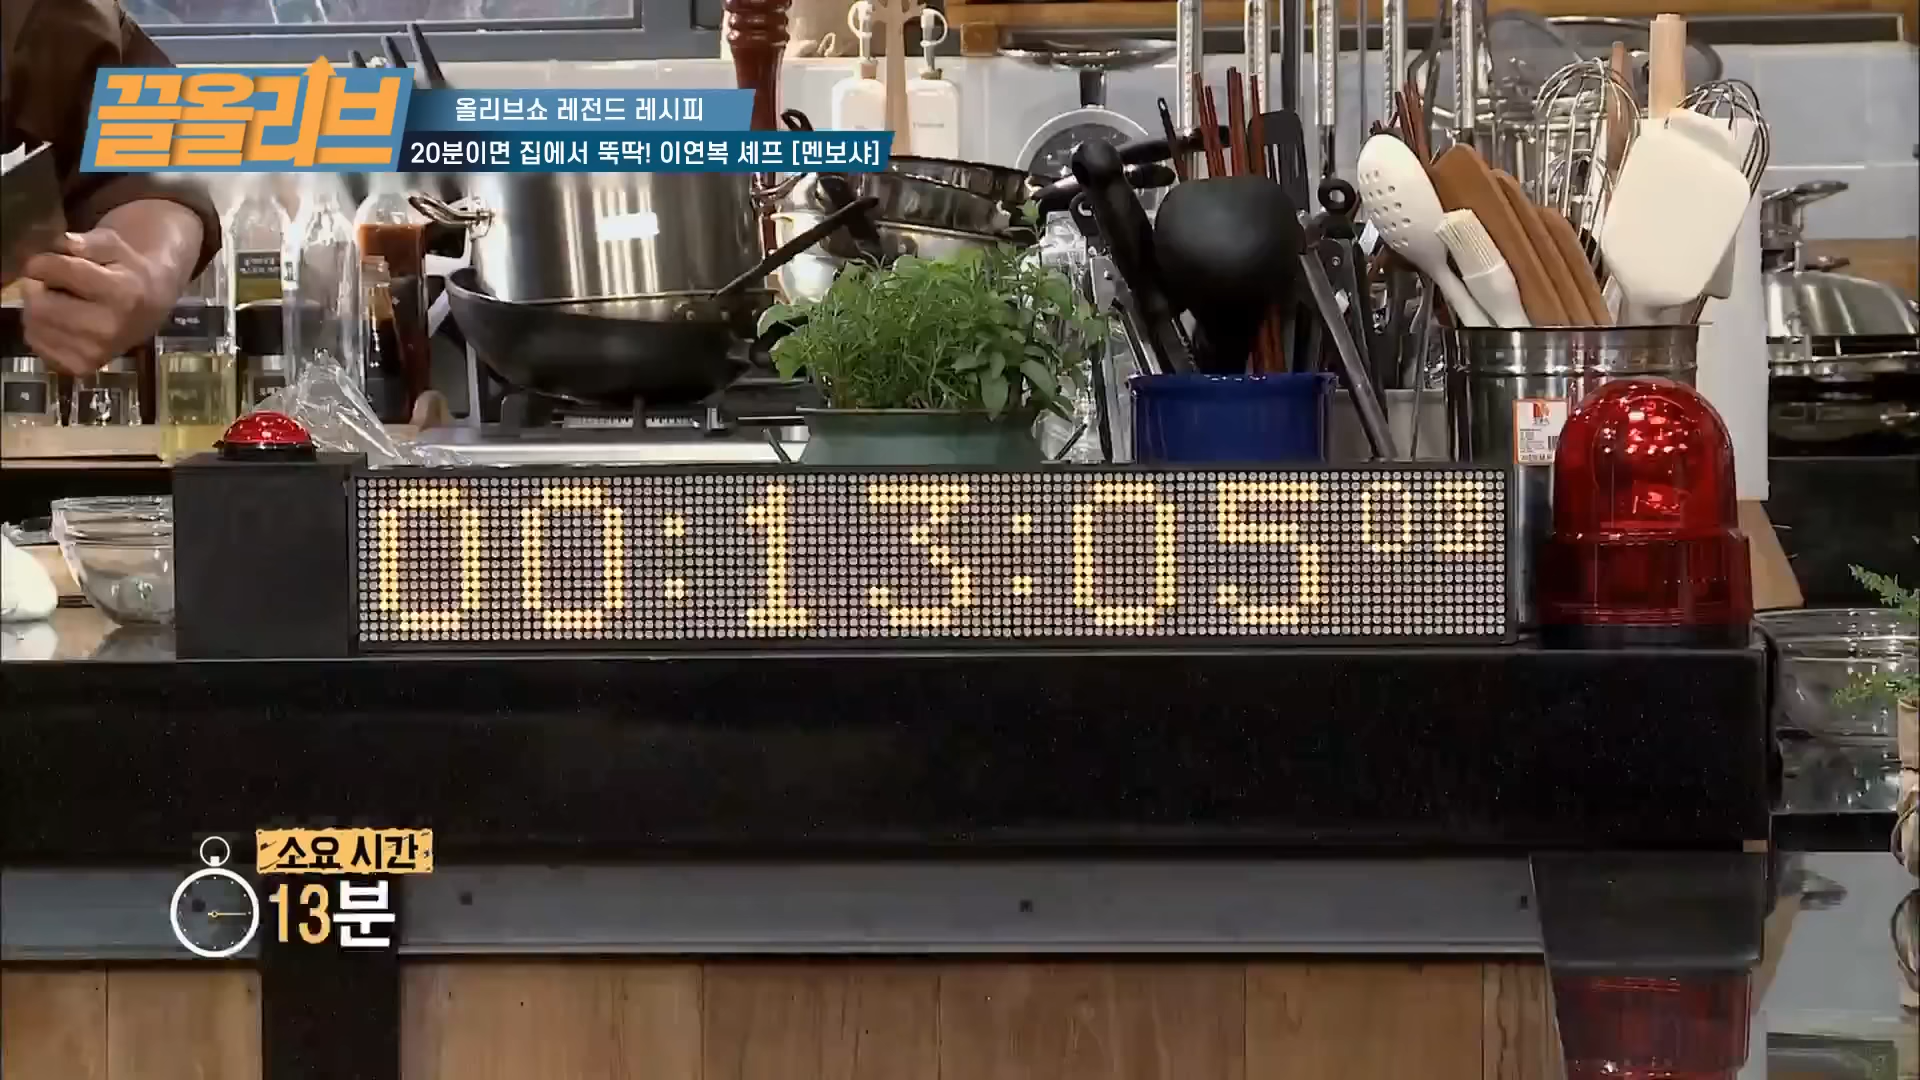 끌올리브
올리브쇼 레전드 레시피
20분이면 집에서 뚝딱! 이연복 셰프 [멘보샤]
00:13:05
소요 시간
13분